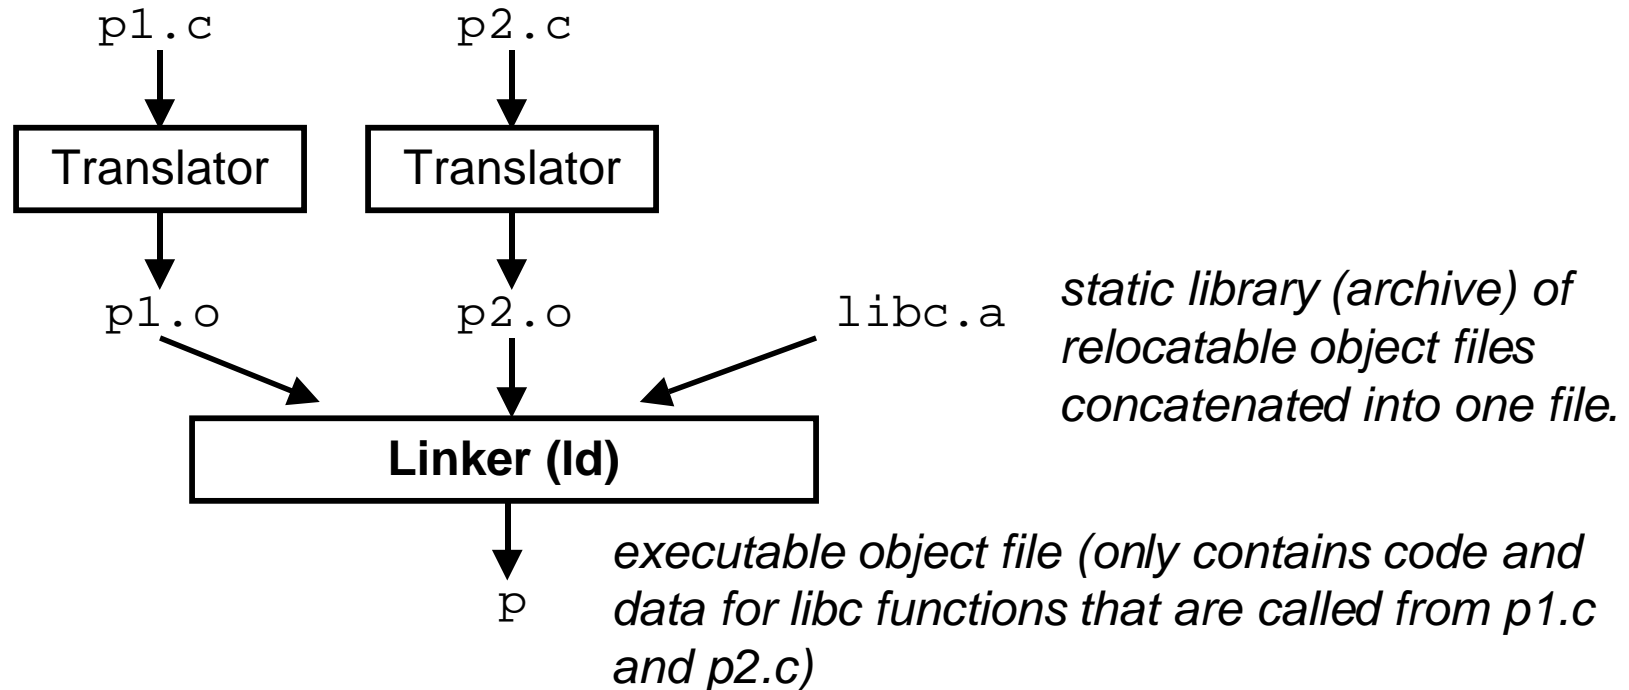 p1.c p2.c
Translator Translator
p1.o p2.o libc.a
static library (archive) of
relocatable object files
concatenated into one file.
Linker (ld)
p
executable object file (only contains code and
data for libc functions that are called from p1.c
and p2.c)